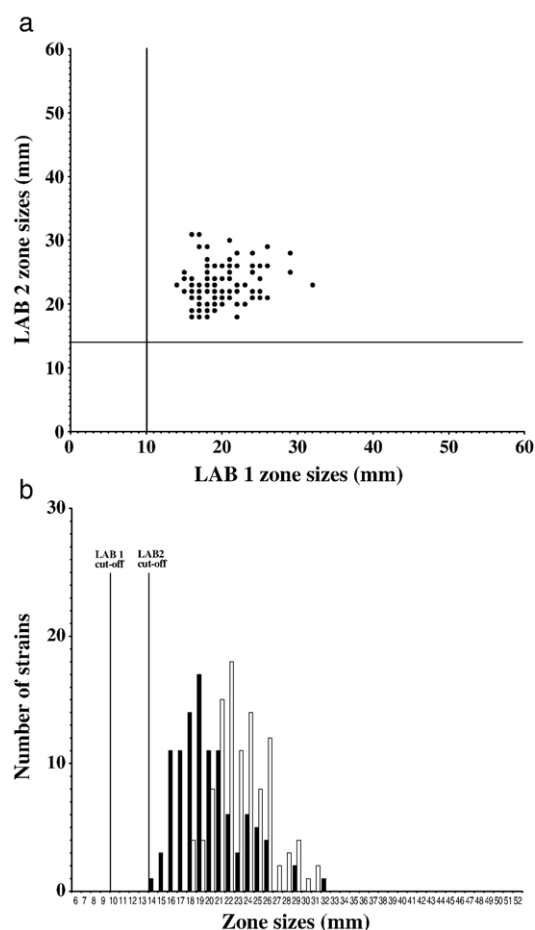 a
60
50
40
30
20
10
0
LAB 2 zone sizes (mm)
0 10 20 30 40 50 60
LAB 1 zone sizes (mm)
b
30
20
10
0
Number of strains
LAB 1 LAB2
cut-off cut-off
6 7 8 9 10 11 12 13 14 15 16 17 18 19 20 21 22 23 24 25 26 27 28 29 30 31 32 33 34 35 36 37 38 39 40 41 42 43 44 45 46 47 48 49 50 51 52
Zone sizes (mm)